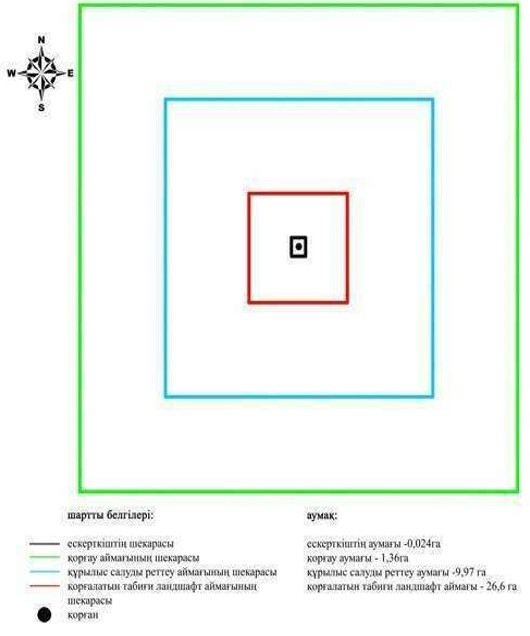 N
W E
S
шартты белгілері:
аумақ:
ескерткіштің шекарасы
ескерткіштің аумағы -0,024га
қорғау аймағының шекарасы
қорғау аумағы - 1,36га
құрылыс салуды реттеу аймағының шекарасы
құрылыс салуды реттеу аумағы -9,97 га
қорғалатын табиғи ландшафт аймағының
қорғалатын табиғи ландшафт аймағы - 26,6 га
шекарасы
қорған